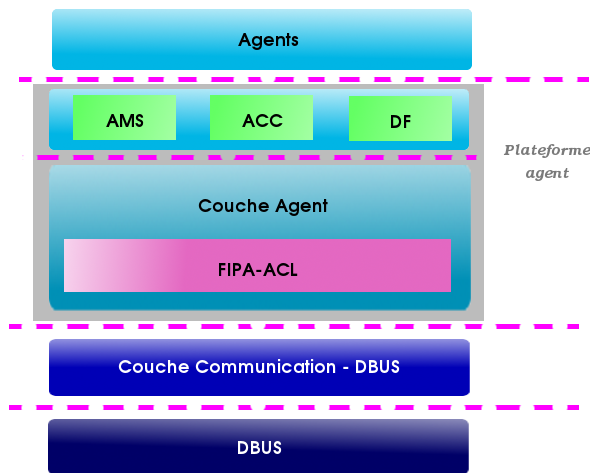 Agents
AMS
ACC
DF
Plateforme
agent
Couche Agent
FIPA-ACL
Couche Communication - DBUS
DBUS